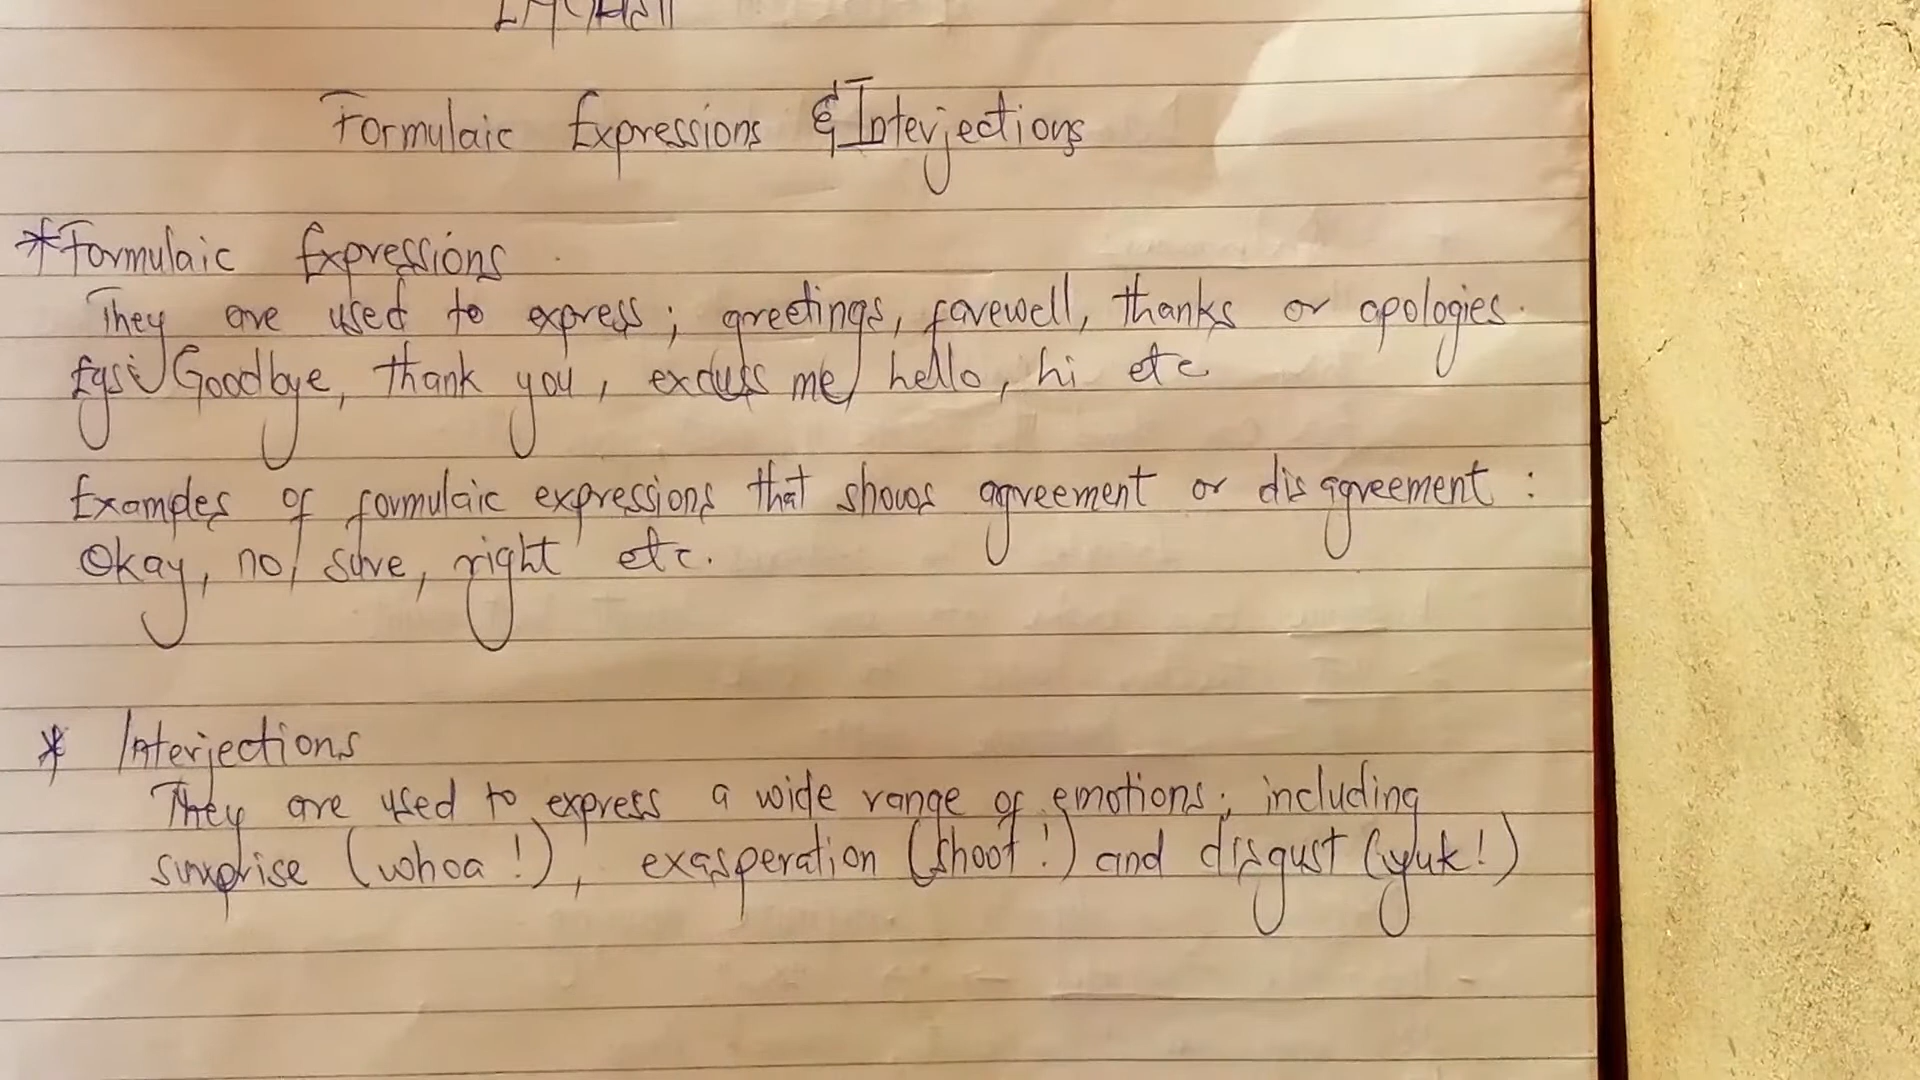 Formulaic Expressions & Interjections
* Formulaic Expressions
They are used to express; greetings, farewell, thanks or apologies.
Egs: Goodbye, thank you, excuse me, hello, hi etc
Examples of formulaic expressions that shows agreement or disagreement:
Okay, no, sure, right etc.
* Interjections
They are used to express a wide range of emotions; including
surprise (whoa!), exasperation (shoot!) and disgust (yuk!)